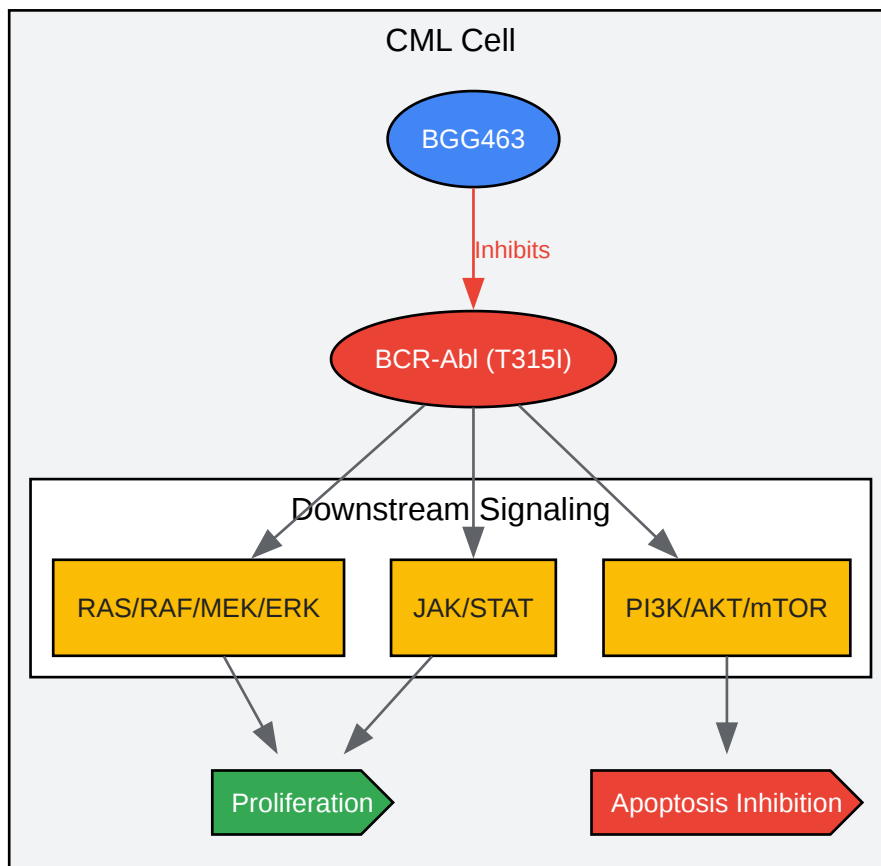 CML Cell
BGG463
Inhibits
BCR-Abl (T315I)
Downstream Signaling
RAS/RAF/MEK/ERK
JAK/STAT
PI3K/AKT/mTOR
Proliferation
Apoptosis Inhibition